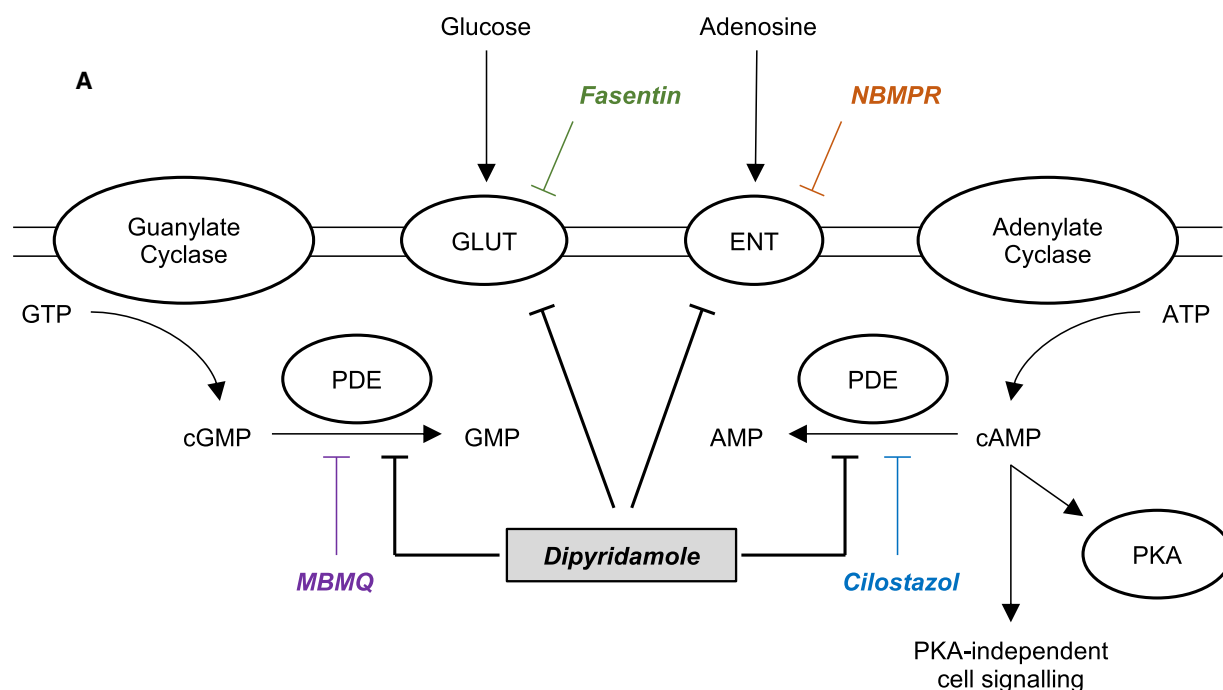 Glucose
Adenosine
A
Fasentin
NBMPR
Guanylate
Cyclase
GLUT
ENT
Adenylate
Cyclase
GTP
ATP
PDE
PDE
cGMP
GMP
AMP
cAMP
Dipyridamole
PKA
MBMQ
Cilostazol
PKA-independent
cell signalling